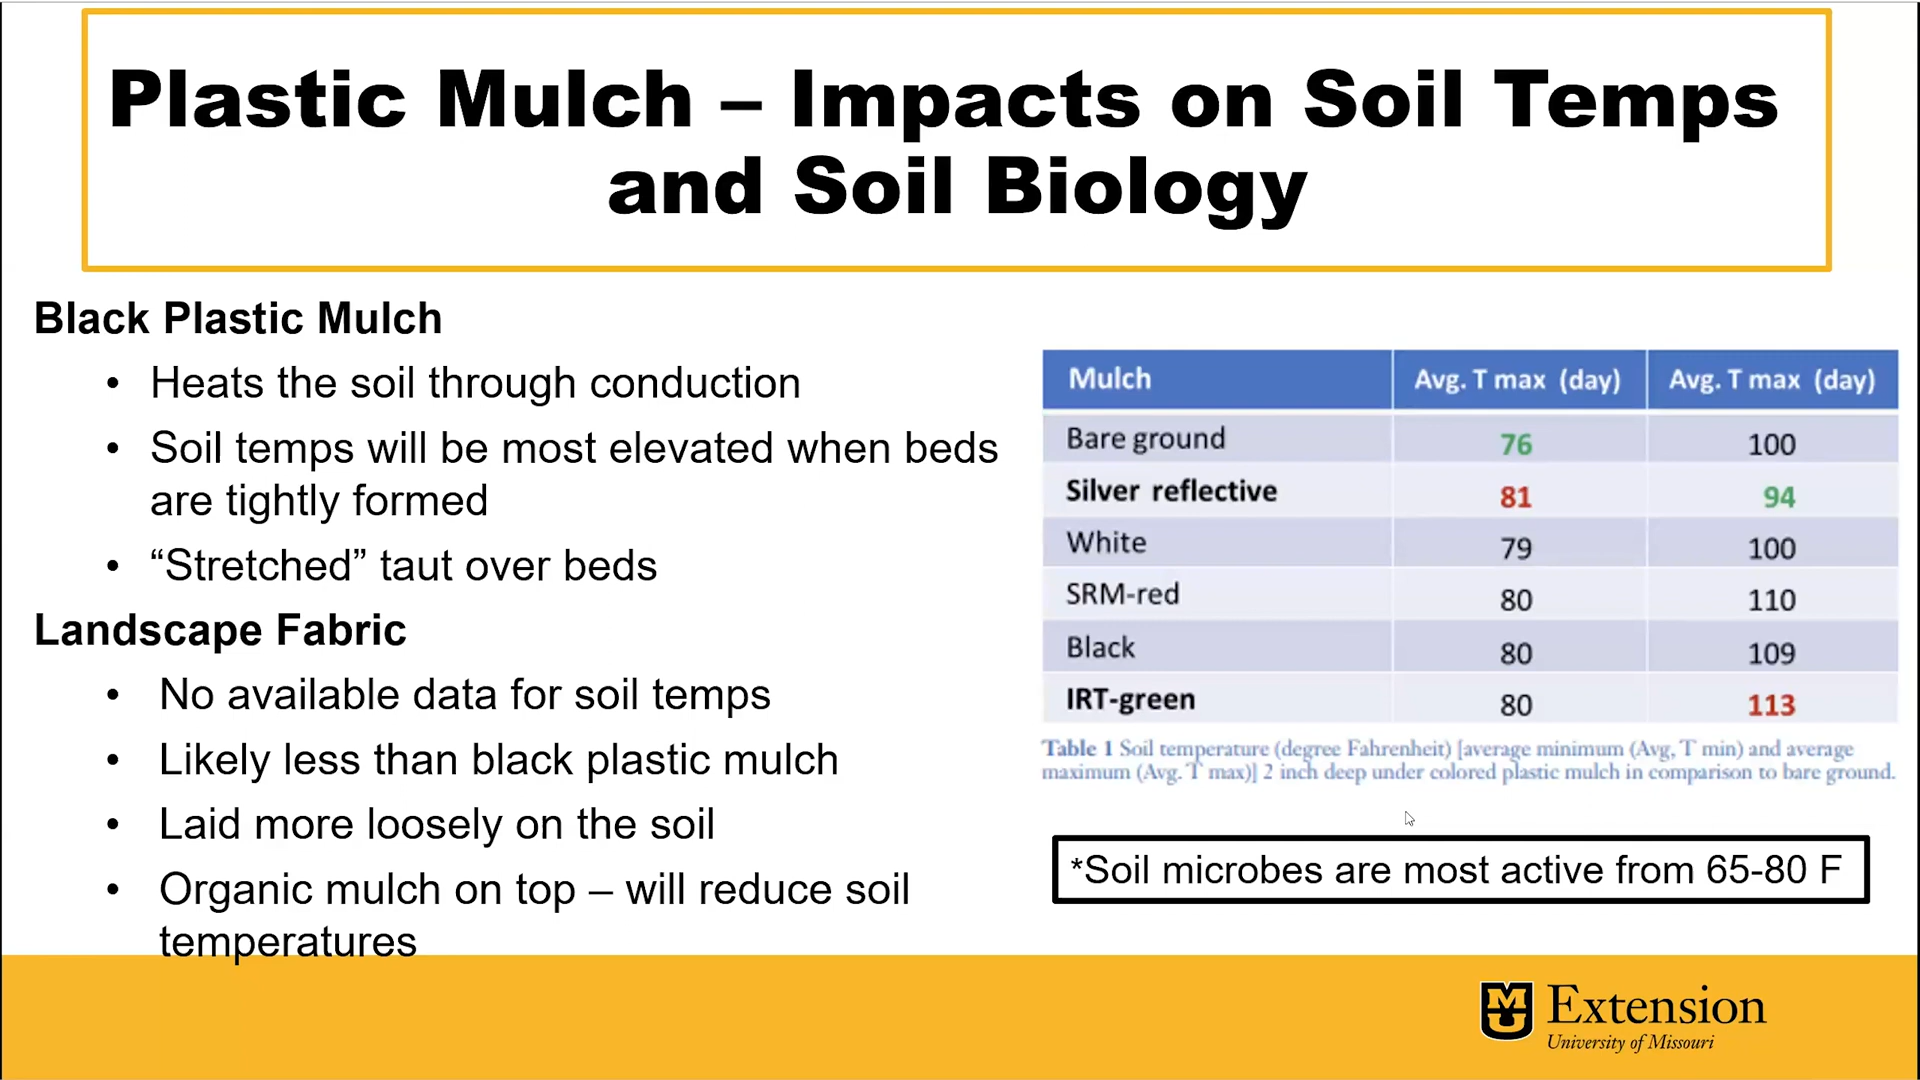 Plastic Mulch – Impacts on Soil Temps
and Soil Biology
Black Plastic Mulch
• Heats the soil through conduction
• Soil temps will be most elevated when beds
are tightly formed
• “Stretched” taut over beds
Landscape Fabric
• No available data for soil temps
• Likely less than black plastic mulch
• Laid more loosely on the soil
• Organic mulch on top – will reduce soil
temperatures
Mulch Avg. T max (day) Avg. T max (day)
Bare ground 76 100
Silver reflective 81 94
White 79 100
SRM-red 80 110
Black 80 109
IRT-green 80 113
Table 1 Soil temperature (degree Fahrenheit) [average minimum (Avg, T min) and average
maximum (Avg. T max)] 2 inch deep under colored plastic mulch in comparison to bare ground.
*Soil microbes are most active from 65-80 F
MU Extension
University of Missouri